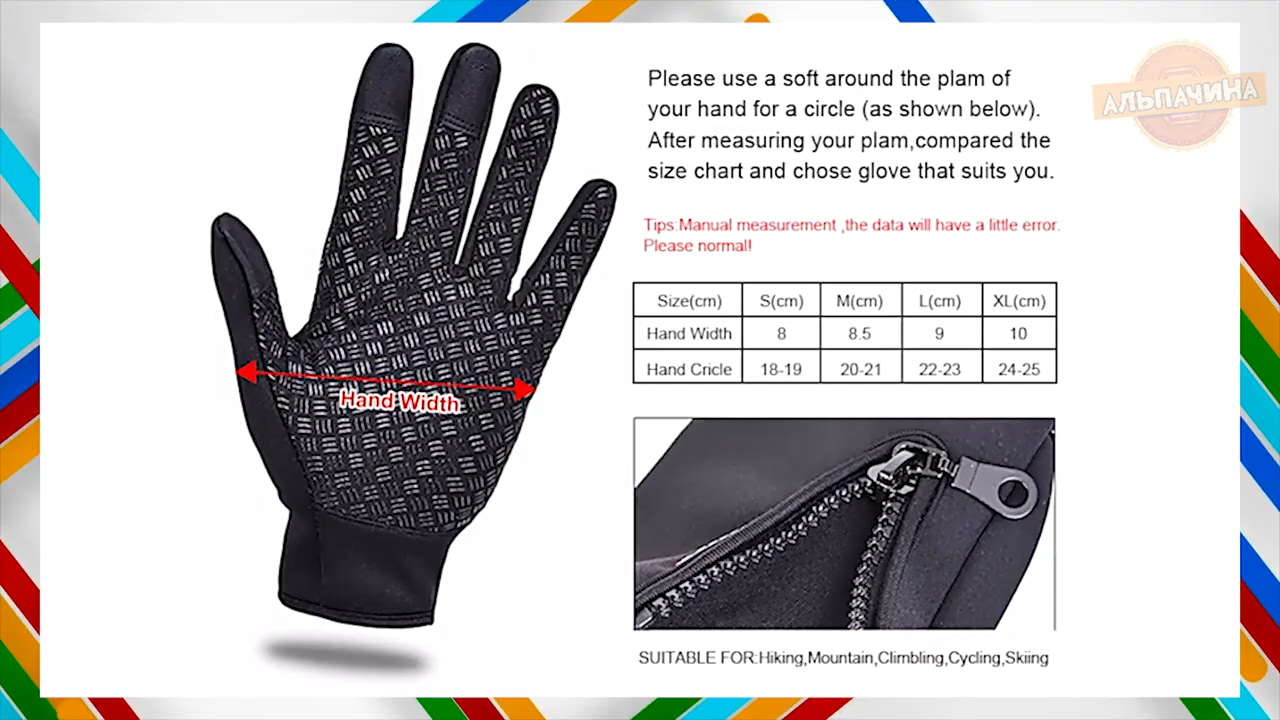 Please use a soft around the plam of
your hand for a circle (as shown below).
After measuring your plam,compared the
size chart and chose glove that suits you.
АЛЬПАЧИНА
Tips:Manual measurement ,the data will have a little error.
Please normal!
Size(cm) S(cm) M(cm) L(cm) XL(cm)
Hand Width 8 8.5 9 10
Hand Cricle 18-19 20-21 22-23 24-25
Hand Width
SUITABLE FOR:Hiking,Mountain,Climbling,Cycling,Skiing